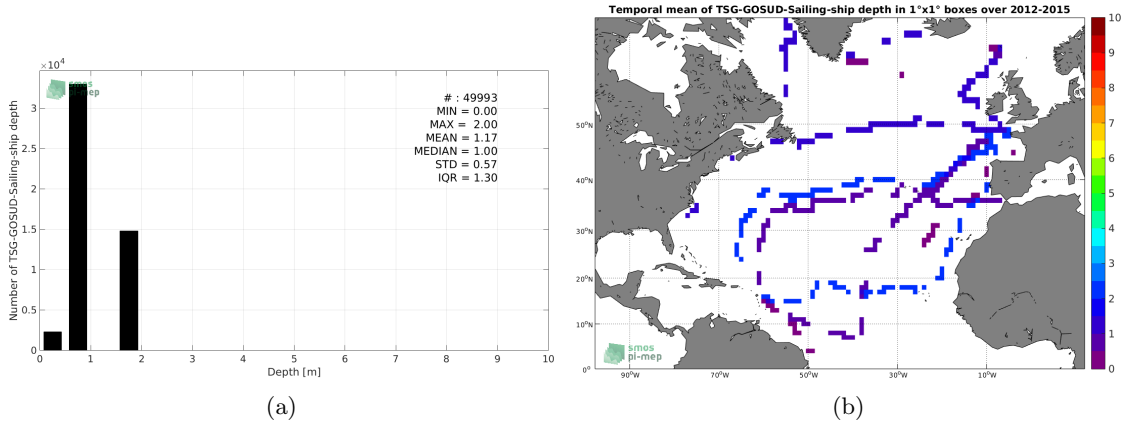 ×10⁴
smos
pi-mep
# : 49993
MIN = 0.00
MAX = 2.00
MEAN = 1.17
MEDIAN = 1.00
STD = 0.57
IQR = 1.30
3
2.5
2
1.5
1
0.5
0
Number of TSG-GOSUD-Sailing-ship depth
0 1 2 3 4 5 6 7 8 9 10
Depth [m]
(a)
Temporal mean of TSG-GOSUD-Sailing-ship depth in 1°x1° boxes over 2012-2015
50°N
40°N
30°N
20°N
10°N
0°
90°W 70°W 50°W 30°W 10°W
smos
pi-mep
10
9
8
7
6
5
4
3
2
1
0
(b)